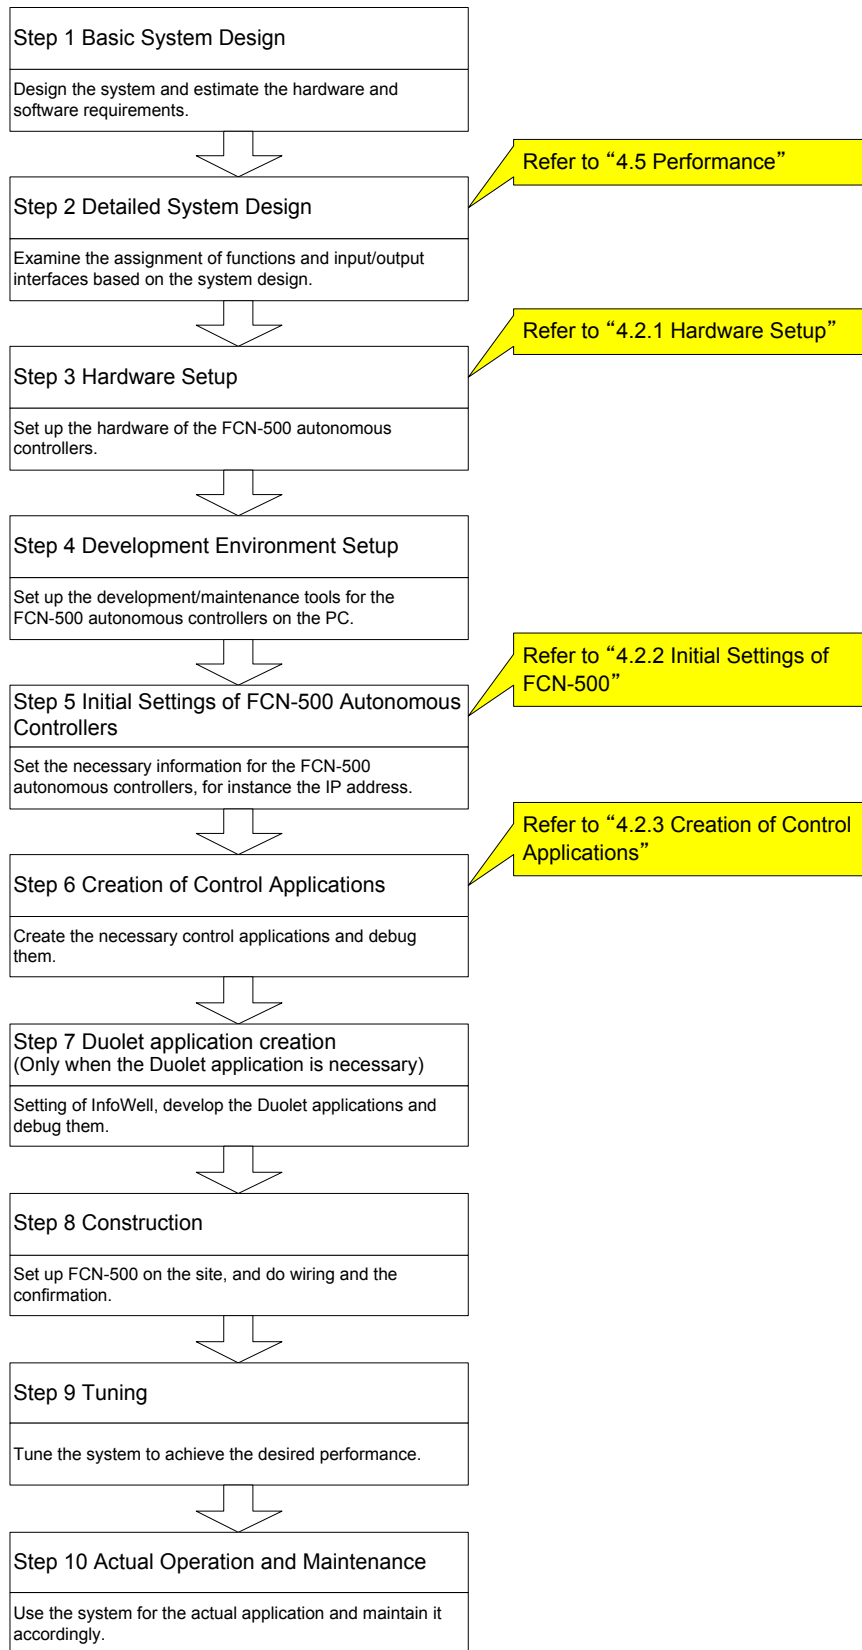 Step 1 Basic System Design
Design the system and estimate the hardware and
software requirements.
Refer to “4.5 Performance”
Step 2 Detailed System Design
Examine the assignment of functions and input/output
interfaces based on the system design.
Refer to “4.2.1 Hardware Setup”
Step 3 Hardware Setup
Set up the hardware of the FCN-500 autonomous
controllers.
Step 4 Development Environment Setup
Set up the development/maintenance tools for the
FCN-500 autonomous controllers on the PC.
Refer to “4.2.2 Initial Settings of
FCN-500”
Step 5 Initial Settings of FCN-500 Autonomous
Controllers
Set the necessary information for the FCN-500
autonomous controllers, for instance the IP address.
Refer to “4.2.3 Creation of Control
Applications”
Step 6 Creation of Control Applications
Create the necessary control applications and debug
them.
Step 7 Duolet application creation
(Only when the Duolet application is necessary)
Setting of InfoWell, develop the Duolet applications and
debug them.
Step 8 Construction
Set up FCN-500 on the site, and do wiring and the
confirmation.
Step 9 Tuning
Tune the system to achieve the desired performance.
Step 10 Actual Operation and Maintenance
Use the system for the actual application and maintain it
accordingly.